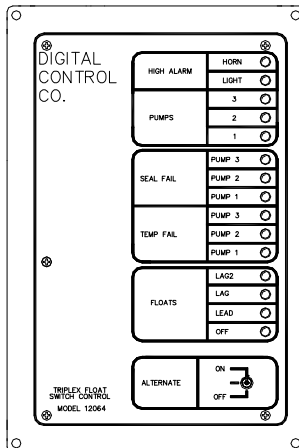 DIGITAL
CONTROL
CO.
HIGH ALARM
HORN
LIGHT
PUMPS
3
2
1
SEAL FAIL
PUMP 3
PUMP 2
PUMP 1
TEMP FAIL
PUMP 3
PUMP 2
PUMP 1
FLOATS
LAG2
LAG
LEAD
OFF
ALTERNATE
ON
OFF
TRIPLEX FLOAT
SWITCH CONTROL
MODEL 12064